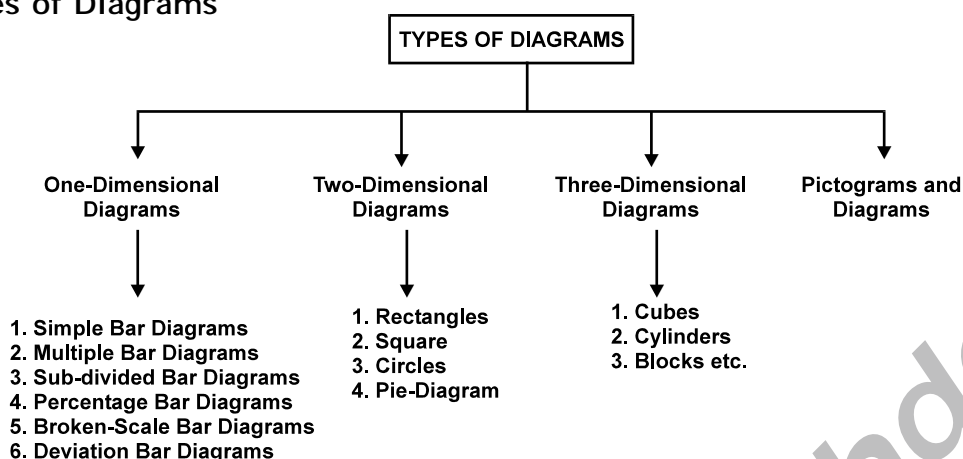 es of Diagrams
TYPES OF DIAGRAMS
One-Dimensional
Diagrams
Two-Dimensional
Diagrams
Three-Dimensional
Diagrams
Pictograms and
Diagrams
1. Simple Bar Diagrams
2. Multiple Bar Diagrams
3. Sub-divided Bar Diagrams
4. Percentage Bar Diagrams
5. Broken-Scale Bar Diagrams
6. Deviation Bar Diagrams
1. Rectangles
2. Square
3. Circles
4. Pie-Diagram
1. Cubes
2. Cylinders
3. Blocks etc.